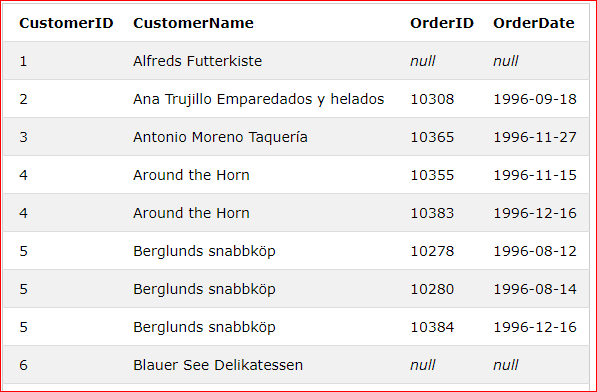 CustomerID CustomerName OrderID OrderDate
1 Alfreds Futterkiste null null
2 Ana Trujillo Emparedados y helados 10308 1996-09-18
3 Antonio Moreno Taquería 10365 1996-11-27
4 Around the Horn 10355 1996-11-15
4 Around the Horn 10383 1996-12-16
5 Berglunds snabbköp 10278 1996-08-12
5 Berglunds snabbköp 10280 1996-08-14
5 Berglunds snabbköp 10384 1996-12-16
6 Blauer See Delikatessen null null